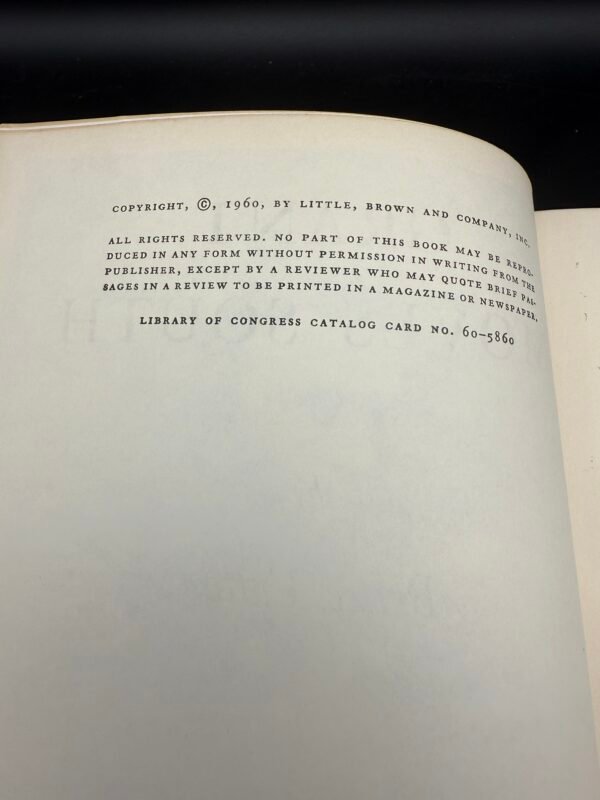 COPYRIGHT, ©, 1960, BY LITTLE, BROWN AND COMPANY, INC.
ALL RIGHTS RESERVED. NO PART OF THIS BOOK MAY BE REPRO-
DUCED IN ANY FORM WITHOUT PERMISSION IN WRITING FROM THE
PUBLISHER, EXCEPT BY A REVIEWER WHO MAY QUOTE BRIEF PAS-
SAGES IN A REVIEW TO BE PRINTED IN A MAGAZINE OR NEWSPAPER.
LIBRARY OF CONGRESS CATALOG CARD NO. 60-5860